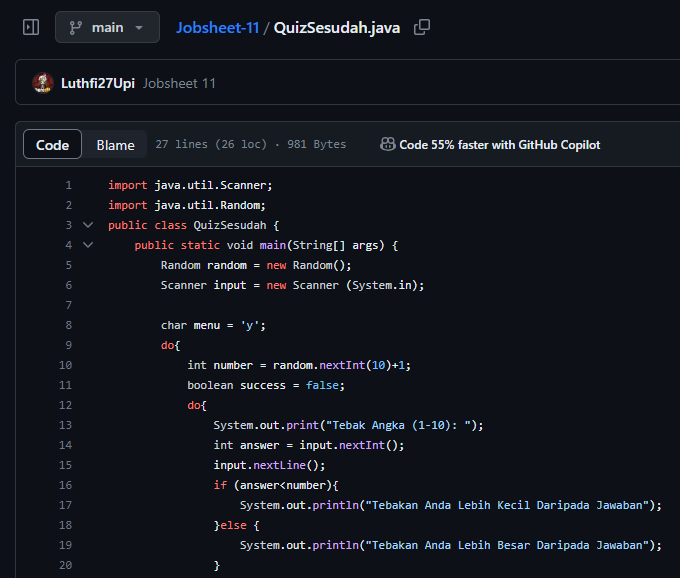 main
Jobsheet-11 / QuizSesudah.java
Luthfi27Upi Jobsheet 11
Code Blame 27 lines (26 loc) · 981 Bytes Code 55% faster with GitHub Copilot
1 import java.util.Scanner;
2 import java.util.Random;
3 public class QuizSesudah {
4 public static void main(String[] args) {
5 Random random = new Random();
6 Scanner input = new Scanner (System.in);
7
8 char menu = 'y';
9 do{
10 int number = random.nextInt(10)+1;
11 boolean success = false;
12 do{
13 System.out.print("Tebak Angka (1-10): ");
14 int answer = input.nextInt();
15 input.nextLine();
16 if (answer<number){
17 System.out.println("Tebakan Anda Lebih Kecil Daripada Jawaban");
18 }else {
19 System.out.println("Tebakan Anda Lebih Besar Daripada Jawaban");
20 }